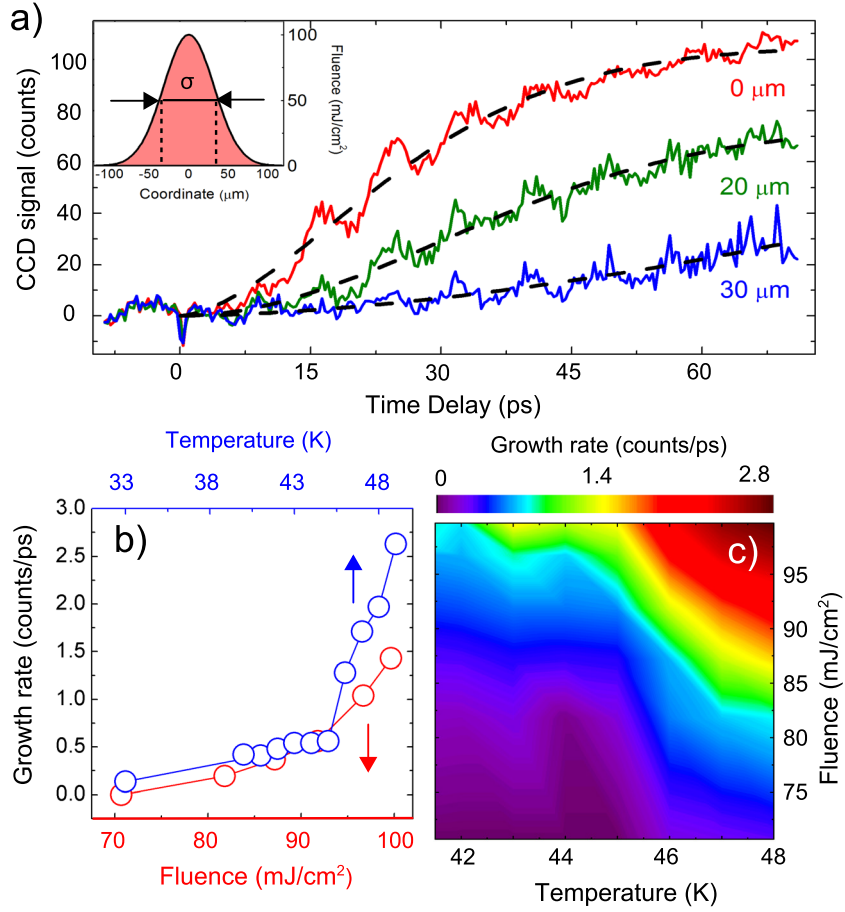 a)
CCD signal (counts)
100
80
60
40
20
0
0
15
30
45
60
Time Delay (ps)
0 μm
20 μm
30 μm
σ
100
50
0
Fluence (mJ/cm²)
-100
-50
0
50
100
Coordinate (μm)
Temperature (K)
33
38
43
48
b)
Growth rate (counts/ps)
3.0
2.5
2.0
1.5
1.0
0.5
0.0
70
80
90
100
Fluence (mJ/cm²)
Growth rate (counts/ps)
0
1.4
2.8
c)
95
90
85
80
75
Fluence (mJ/cm²)
42
44
46
48
Temperature (K)